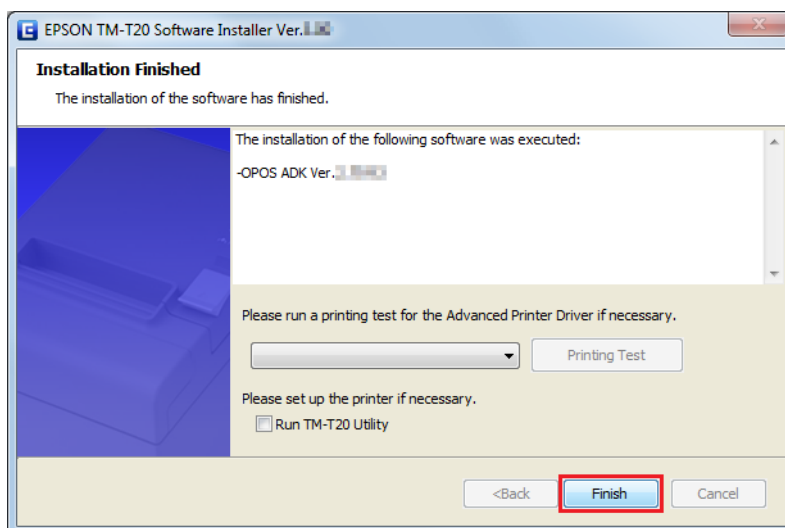 EPSON TM-T20 Software Installer Ver.
Installation Finished
The installation of the software has finished.
The installation of the following software was executed:
-OPOS ADK Ver.
Please run a printing test for the Advanced Printer Driver if necessary.
Printing Test
Please set up the printer if necessary.
Run TM-T20 Utility
<Back
Finish
Cancel